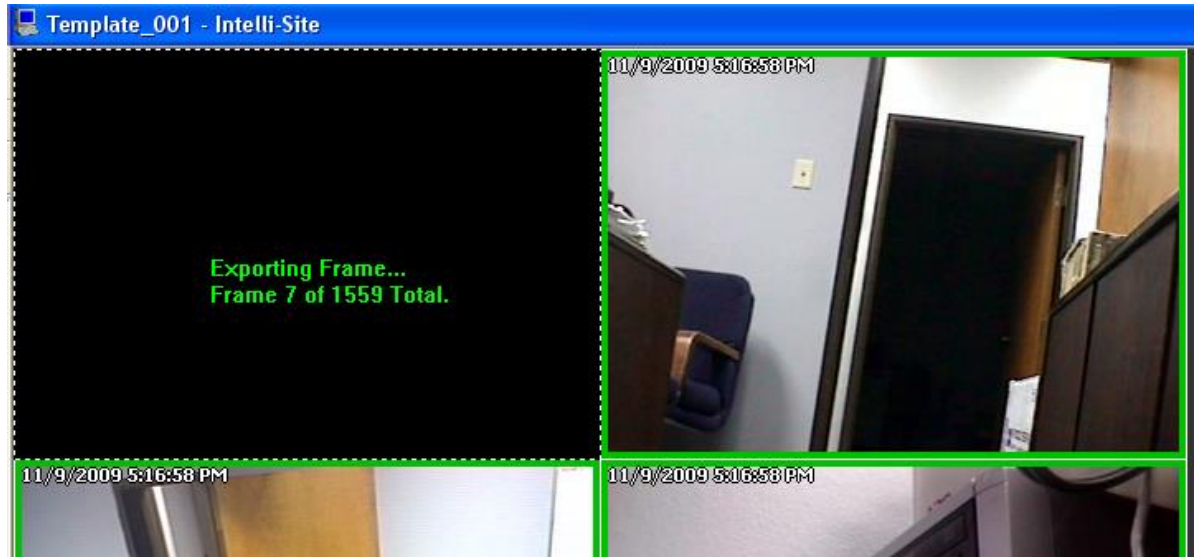 Template_001 - Intelli-Site
11/9/2009 5:16:58 PM
Exporting Frame...
Frame 7 of 1559 Total.
11/9/2009 5:16:58 PM
11/9/2009 5:16:58 PM